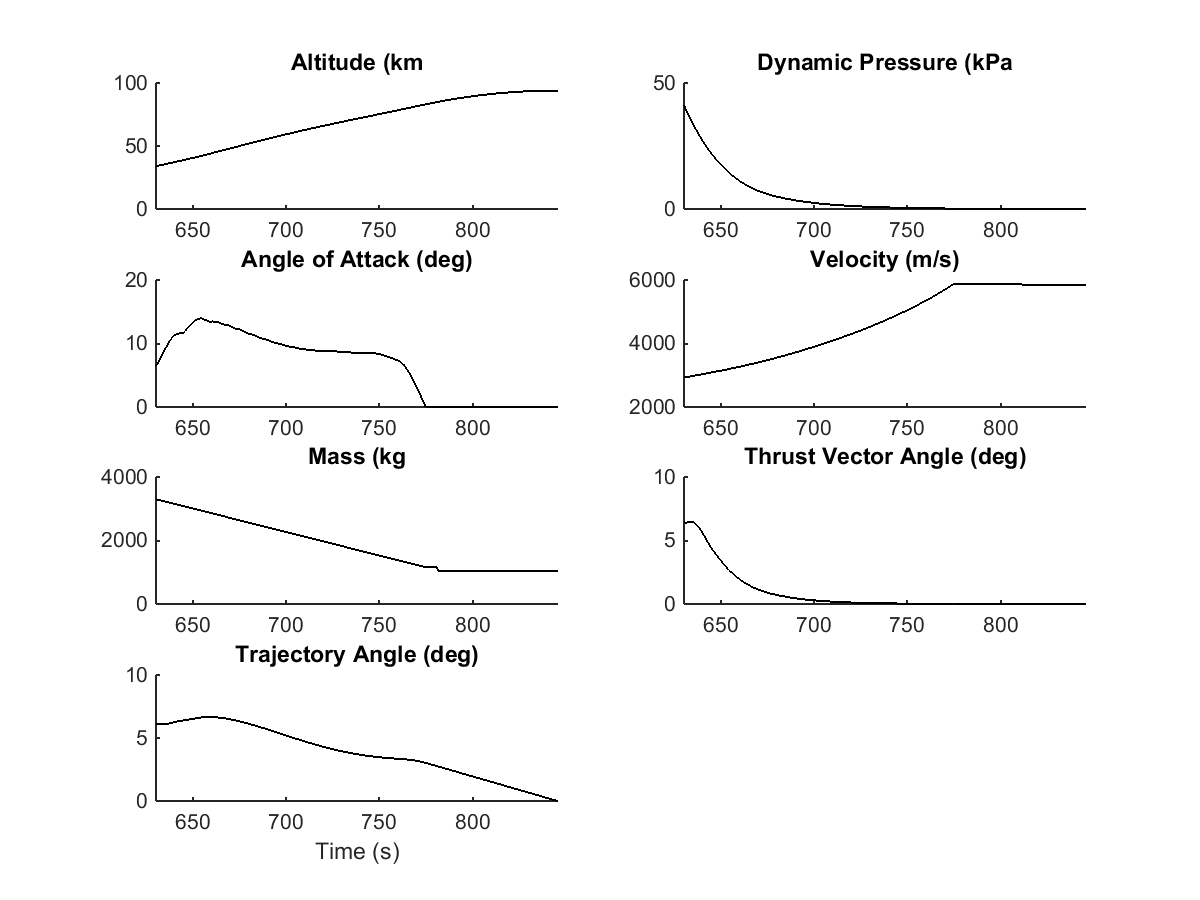 Altitude (km
100
50
0
650 700 750 800
Dynamic Pressure (kPa
50
0
650 700 750 800
Angle of Attack (deg)
20
10
0
650 700 750 800
Velocity (m/s)
6000
4000
2000
650 700 750 800
Mass (kg
4000
2000
0
650 700 750 800
Thrust Vector Angle (deg)
10
5
0
650 700 750 800
Trajectory Angle (deg)
10
5
0
650 700 750 800
Time (s)